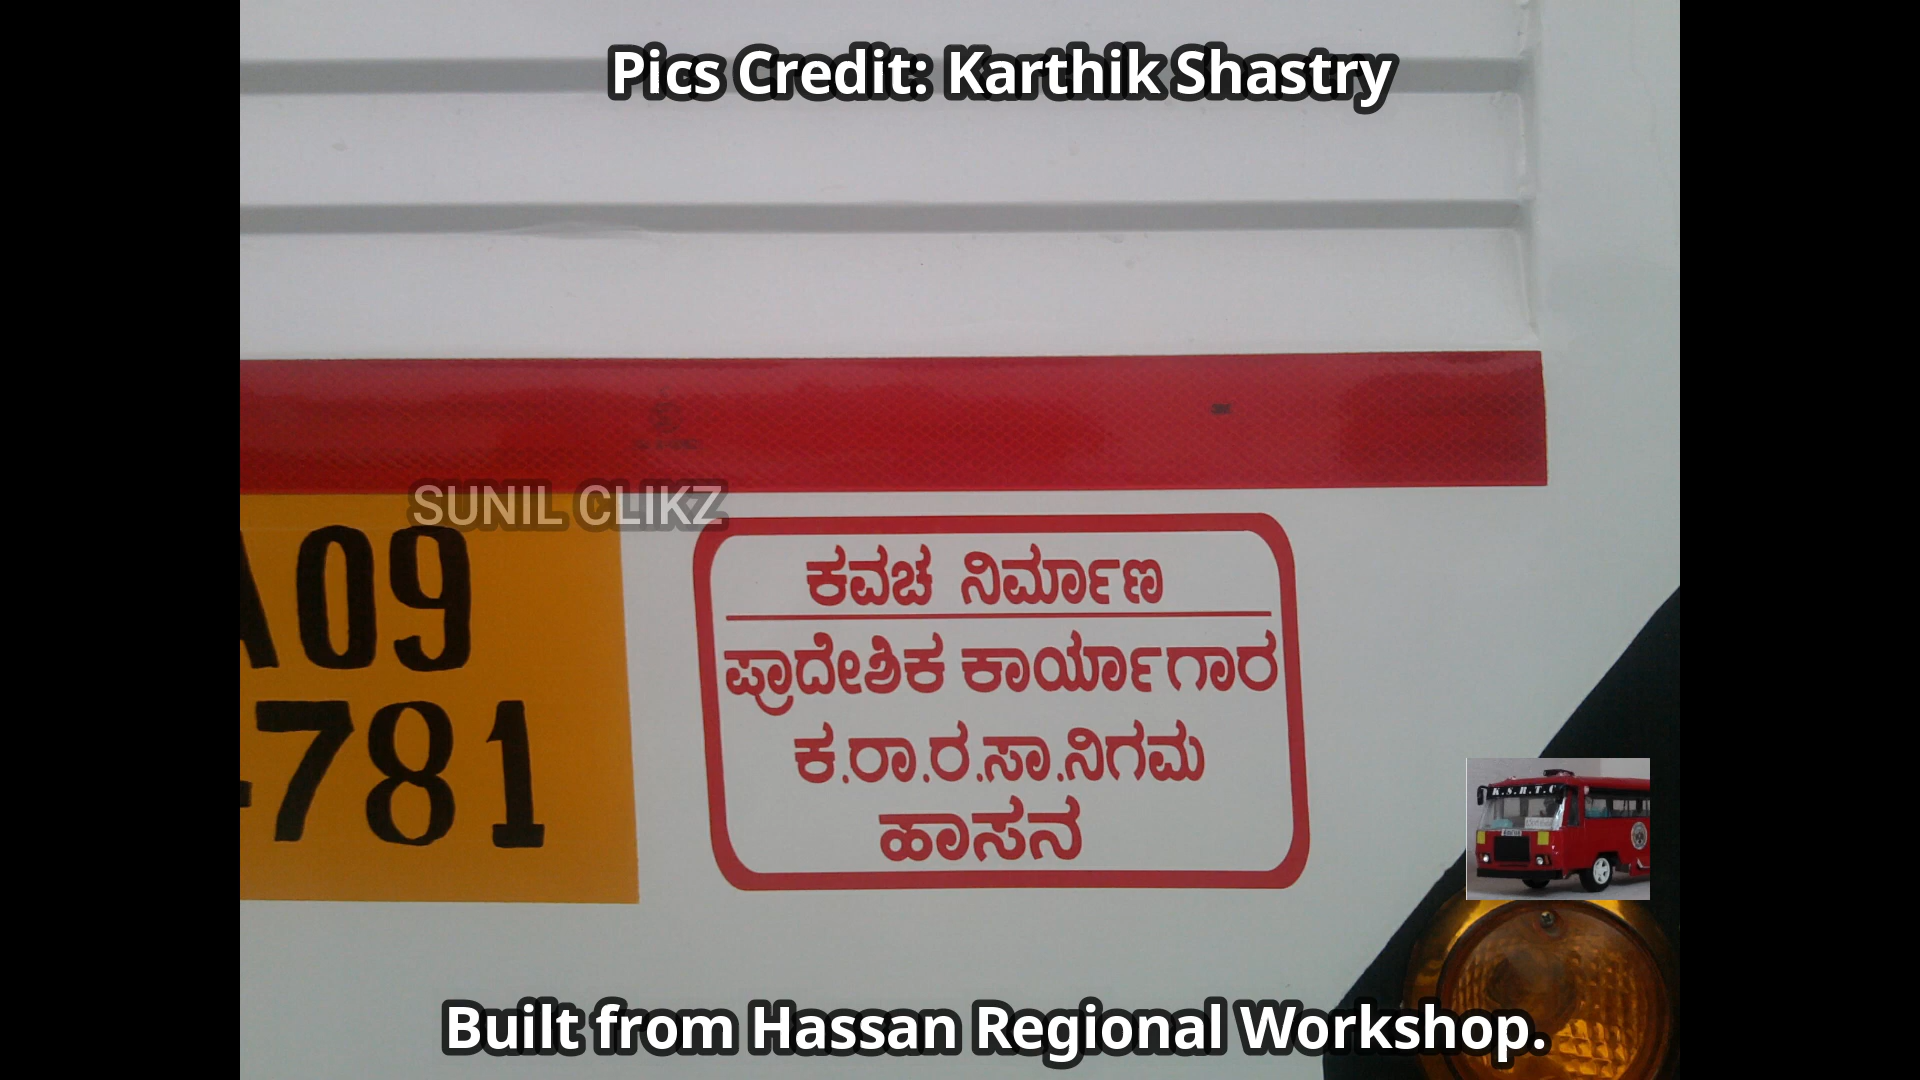 Pics Credit: Karthik Shastry
SUNIL CLIKZ
A09
781
ಕವಚ ನಿರ್ಮಾಣ
ಪ್ರಾದೇಶಿಕ ಕಾರ್ಯಾಗಾರ
ಕ.ರಾ.ರ.ಸಾ.ನಿಗಮ
ಹಾಸನ
K.S.R.T.C
Built from Hassan Regional Workshop.